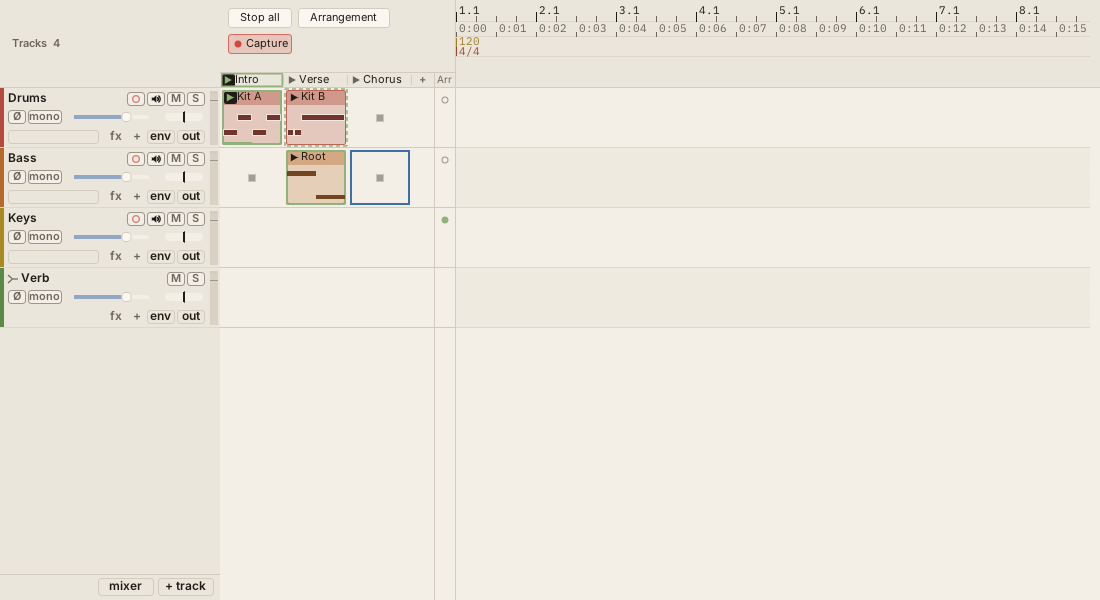 Stop all Arrangement
Tracks 4 Capture
1.1 2.1 3.1 4.1 5.1 6.1 7.1 8.1
0:00 0:01 0:02 0:03 0:04 0:05 0:06 0:07 0:08 0:09 0:10 0:11 0:12 0:13 0:14 0:15
120
4/4
Intro Verse Chorus + Arr
Drums M S Kit A Kit B
Ø mono
fx + env out
Bass M S Root
Ø mono
fx + env out
Keys M S
Ø mono
fx + env out
Verb M S
Ø mono
fx + env out
mixer + track